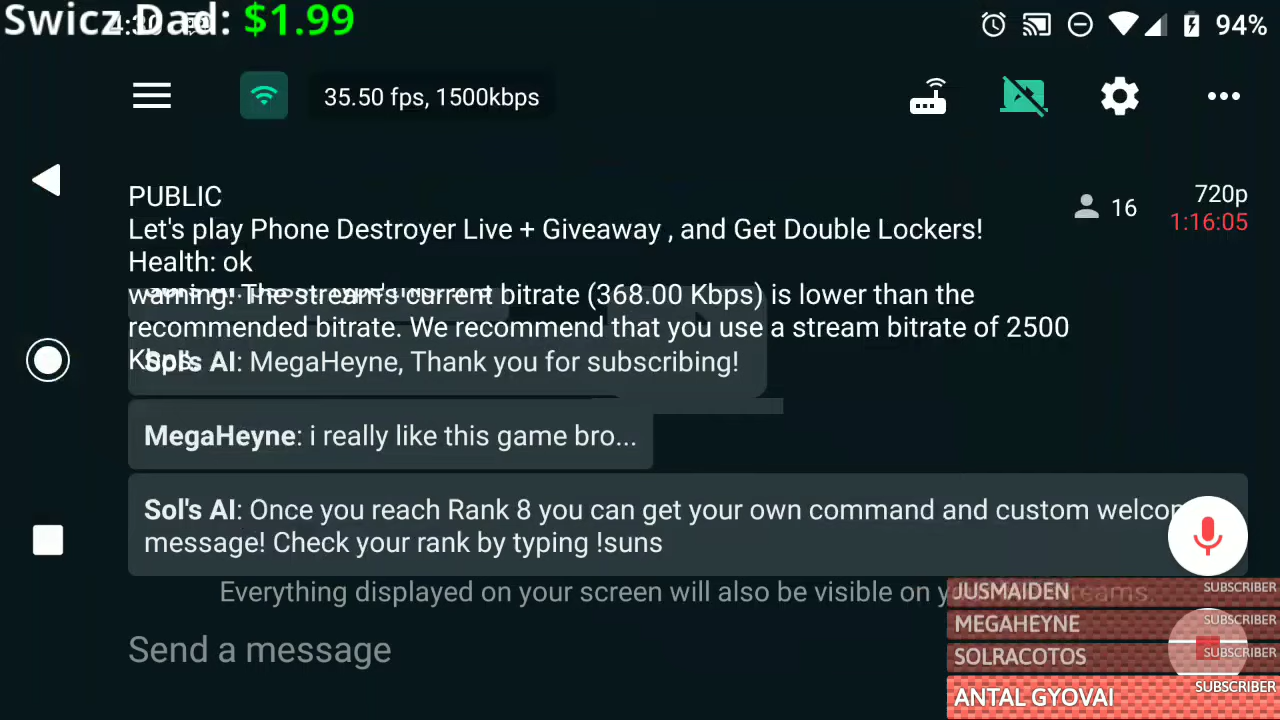 Swicz Dad: $1.99
4:30
94%
35.50 fps, 1500kbps
PUBLIC
Let's play Phone Destroyer Live + Giveaway , and Get Double Lockers!
16
720p
1:16:05
Health: ok
warning! The stream's current bitrate (368.00 Kbps) is lower than the
recommended bitrate. We recommend that you use a stream bitrate of 2500
Kbps.
Sol's AI: MegaHeyne, Thank you for subscribing!
MegaHeyne: i really like this game bro...
Sol's AI: Once you reach Rank 8 you can get your own command and custom
message! Check your rank by typing !suns
Everything displayed on your screen will also be visible on
JUSMAIDEN SUBSCRIBER
MEGAHEYNE SUBSCRIBER
SOLRACOTOS SUBSCRIBER
ANTAL GYOVAI SUBSCRIBER
Send a message